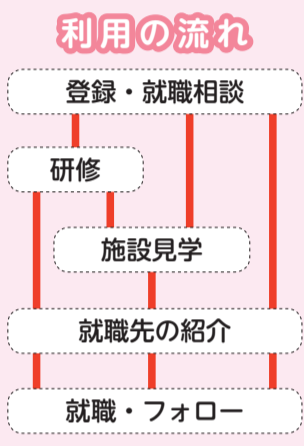 利用の流れ
登録・就職相談
研修
施設見学
就職先の紹介
就職・フォロー